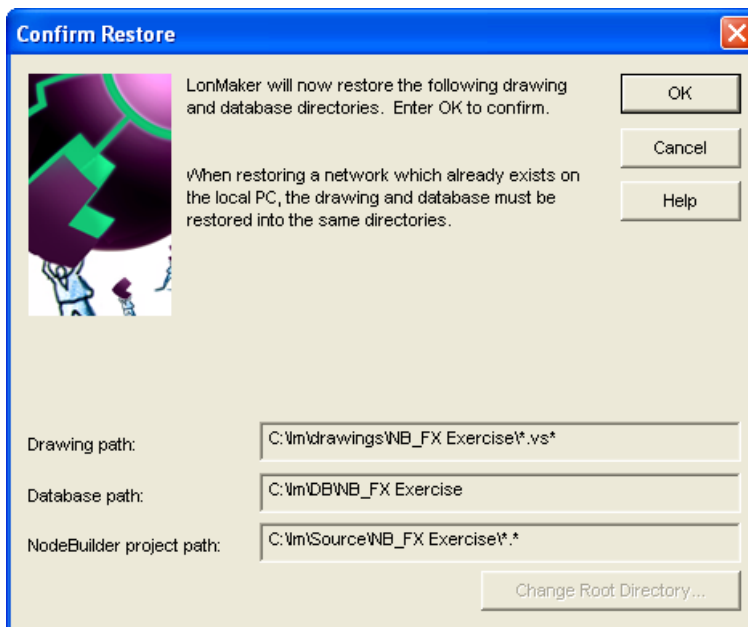 Confirm Restore
LonMaker will now restore the following drawing
and database directories. Enter OK to confirm.
When restoring a network which already exists on
the local PC, the drawing and database must be
restored into the same directories.
OK
Cancel
Help
Drawing path:
C:\lm\drawings\NB_FX Exercise\*.vs*
Database path:
C:\lm\DB\NB_FX Exercise
NodeBuilder project path:
C:\lm\Source\NB_FX Exercise\*.*
Change Root Directory...